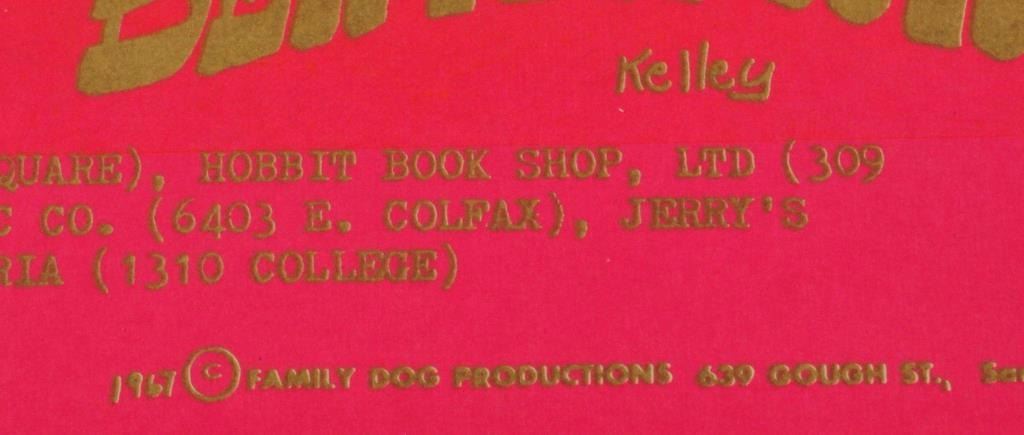 Kelley
QUARE), HOBBIT BOOK SHOP, LTD (309
C CO. (6403 E. COLFAX), JERRY'S
RIA (1310 COLLEGE)
1967 © FAMILY DOG PRODUCTIONS 639 GOUGH ST., Sa